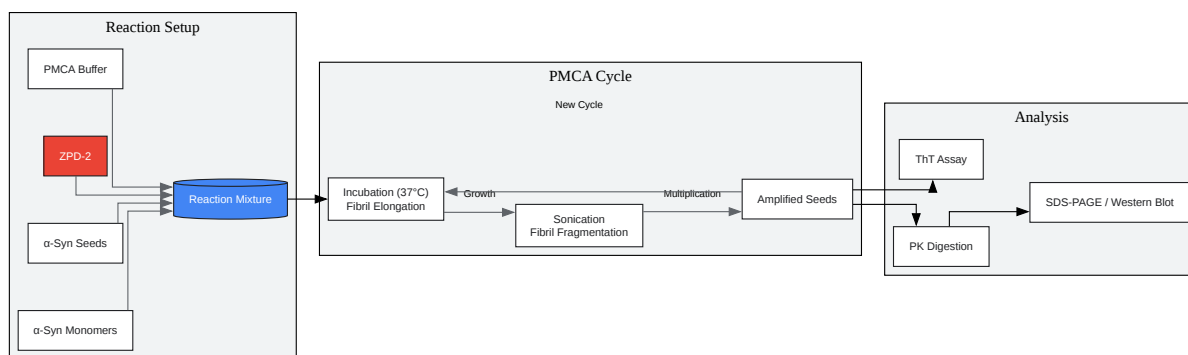 Reaction Setup
PMCA Buffer
ZPD-2
Reaction Mixture
α-Syn Seeds
α-Syn Monomers
PMCA Cycle
New Cycle
Incubation (37°C)
Fibril Elongation
Growth
Sonication
Fibril Fragmentation
Multiplication
Amplified Seeds
Analysis
ThT Assay
PK Digestion
SDS-PAGE / Western Blot